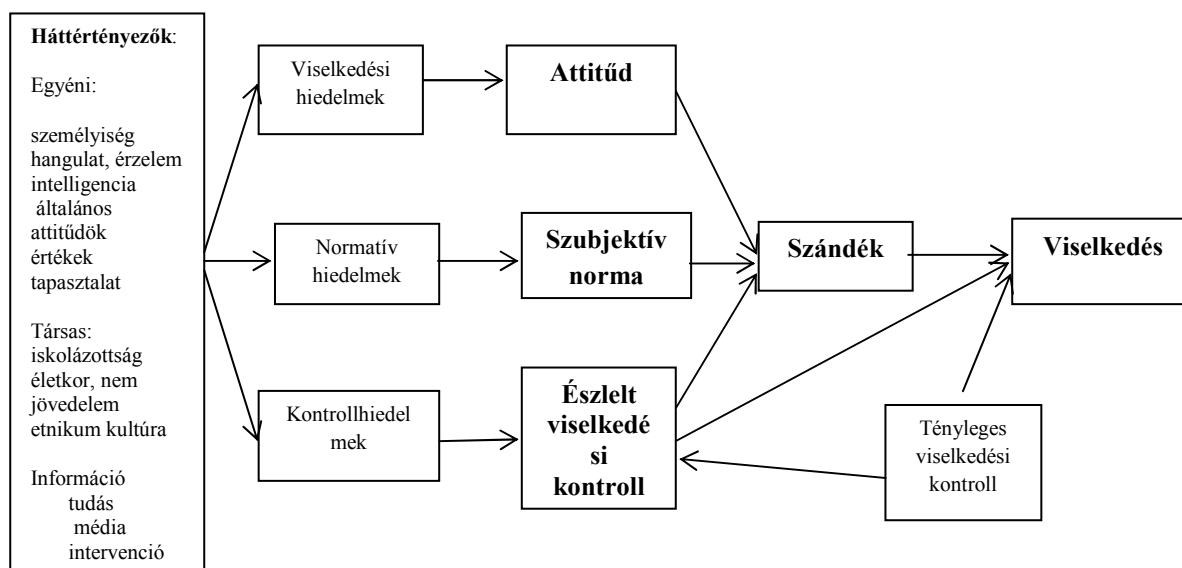 Háttértényezők:
Egyéni:
személyiség
hangulat, érzelem
intelligencia
általános
attitűdök
értékek
tapasztalat
Társas:
iskolázottság
életkor, nem
jövedelem
etnikum kultúra
Információ
tudás
média
intervenció
Viselkedési
hiedelmek
Attitűd
Normatív
hiedelmek
Szubjektív
norma
Szándék
Viselkedés
Kontrollhiedel
mek
Észlelt
viselkedé
si
kontroll
Tényleges
viselkedési
kontroll